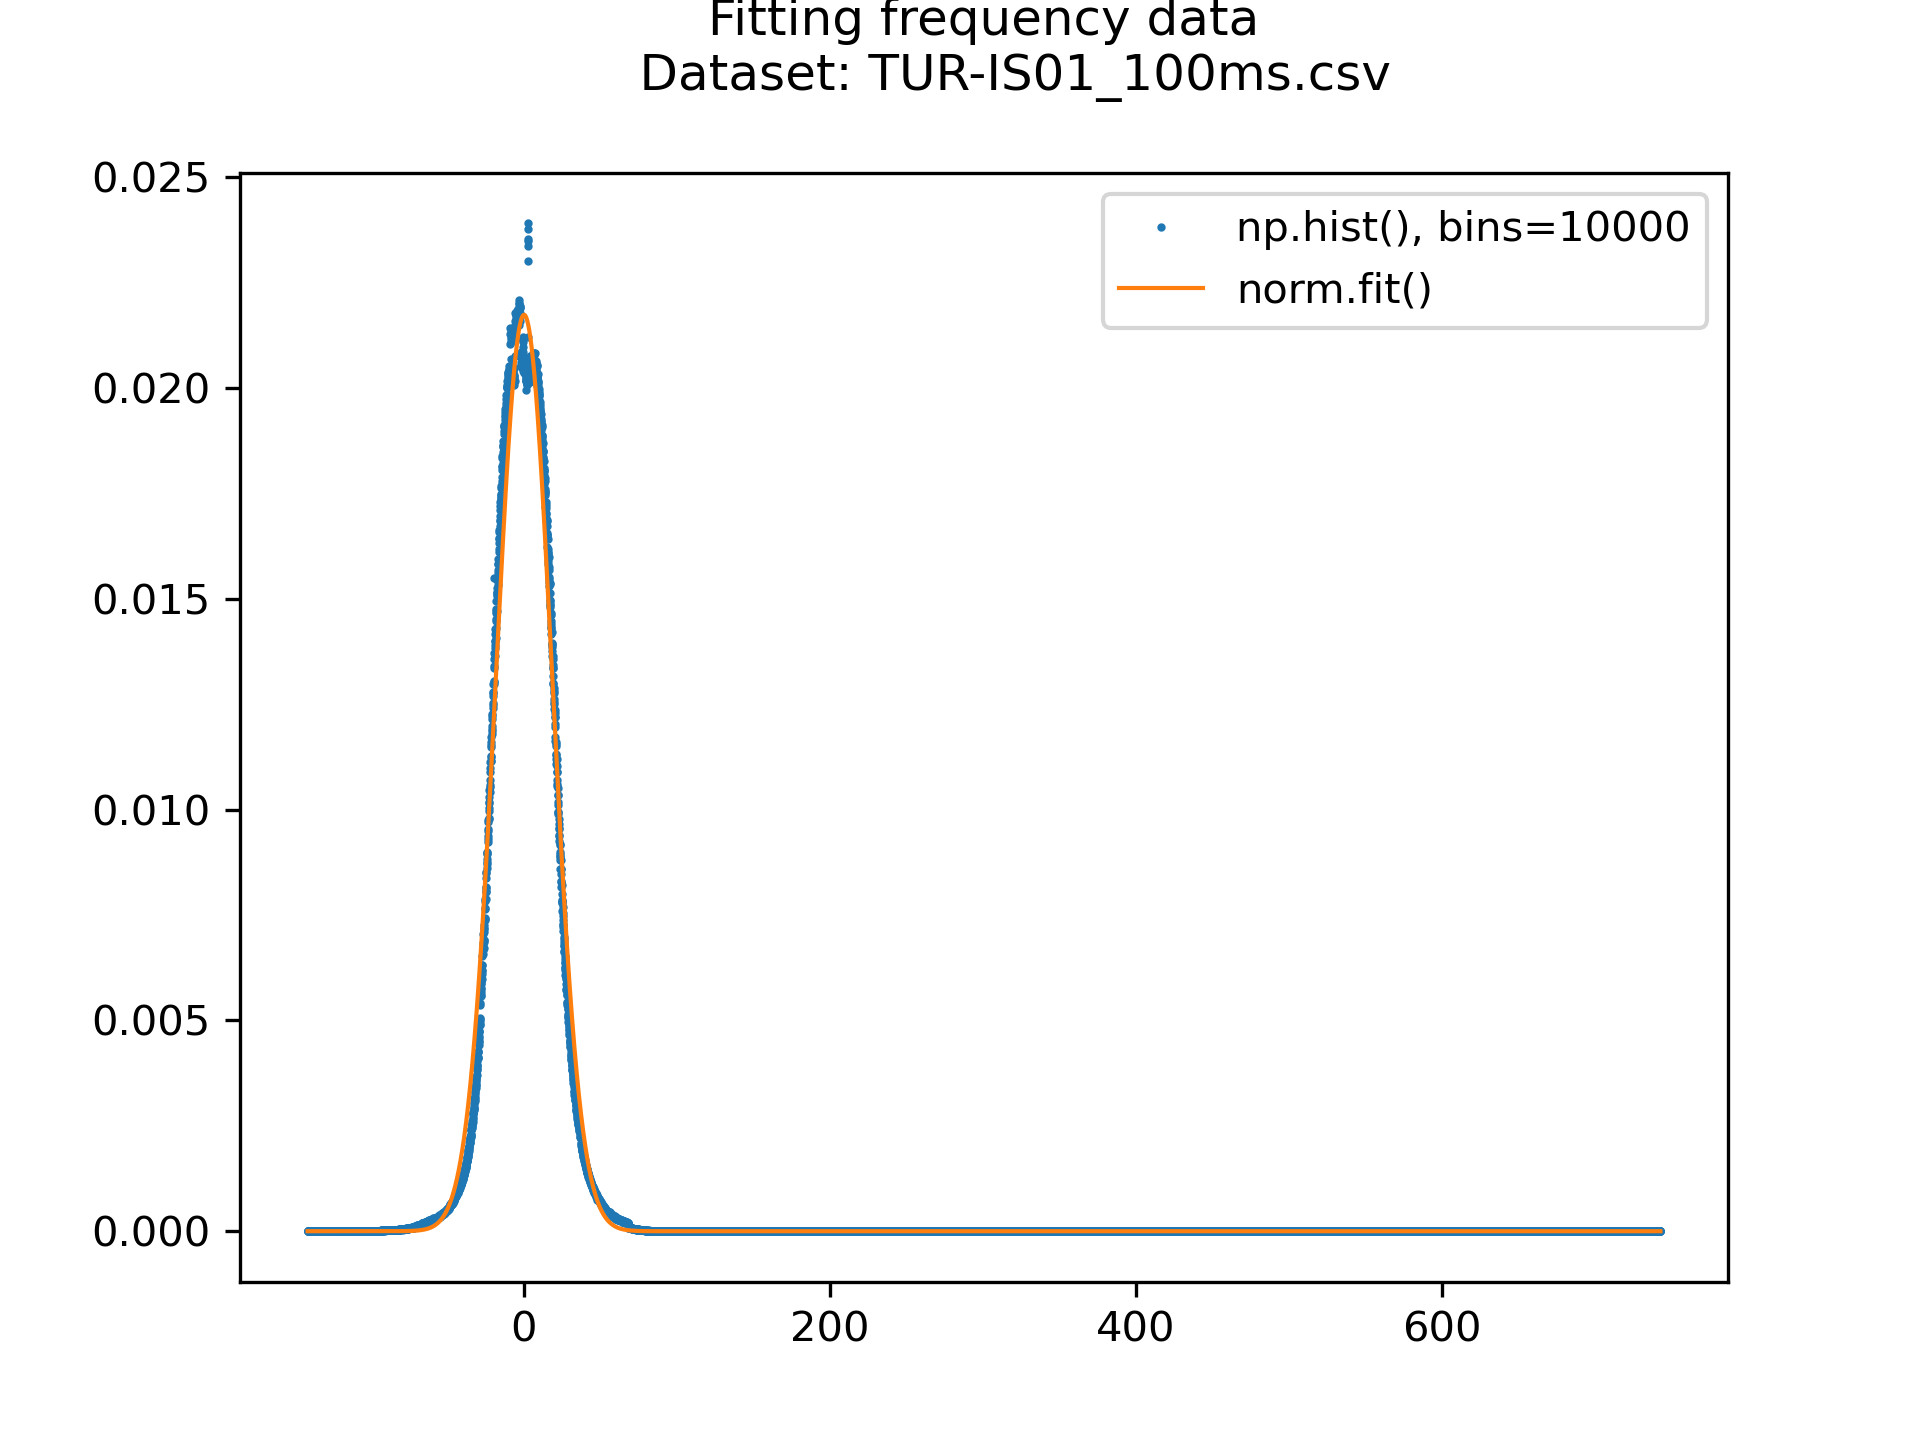 Fitting frequency data
Dataset: TUR-IS01_100ms.csv
np.hist(), bins=10000
norm.fit()
0.025
0.020
0.015
0.010
0.005
0.000
0 200 400 600